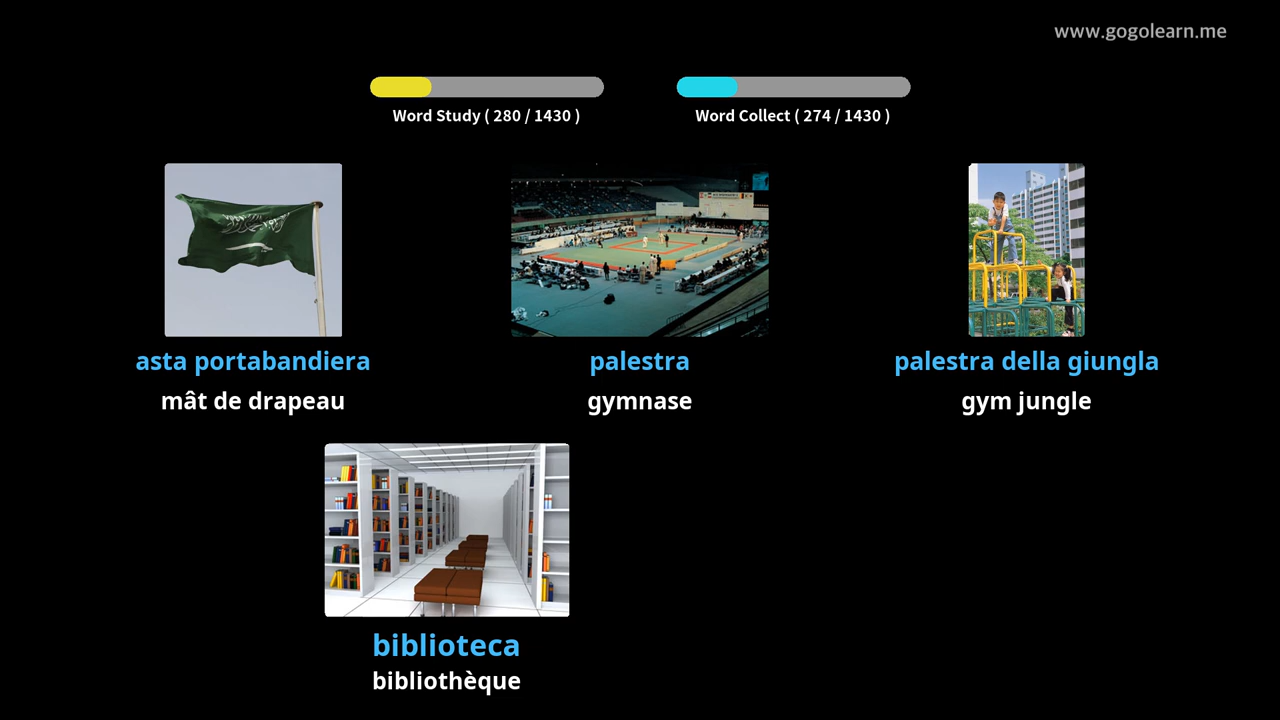 www.gogolearn.me
Word Study ( 280 / 1430 )
Word Collect ( 274 / 1430 )
asta portabandiera
mât de drapeau
palestra
gymnase
palestra della giungla
gym jungle
biblioteca
bibliothèque